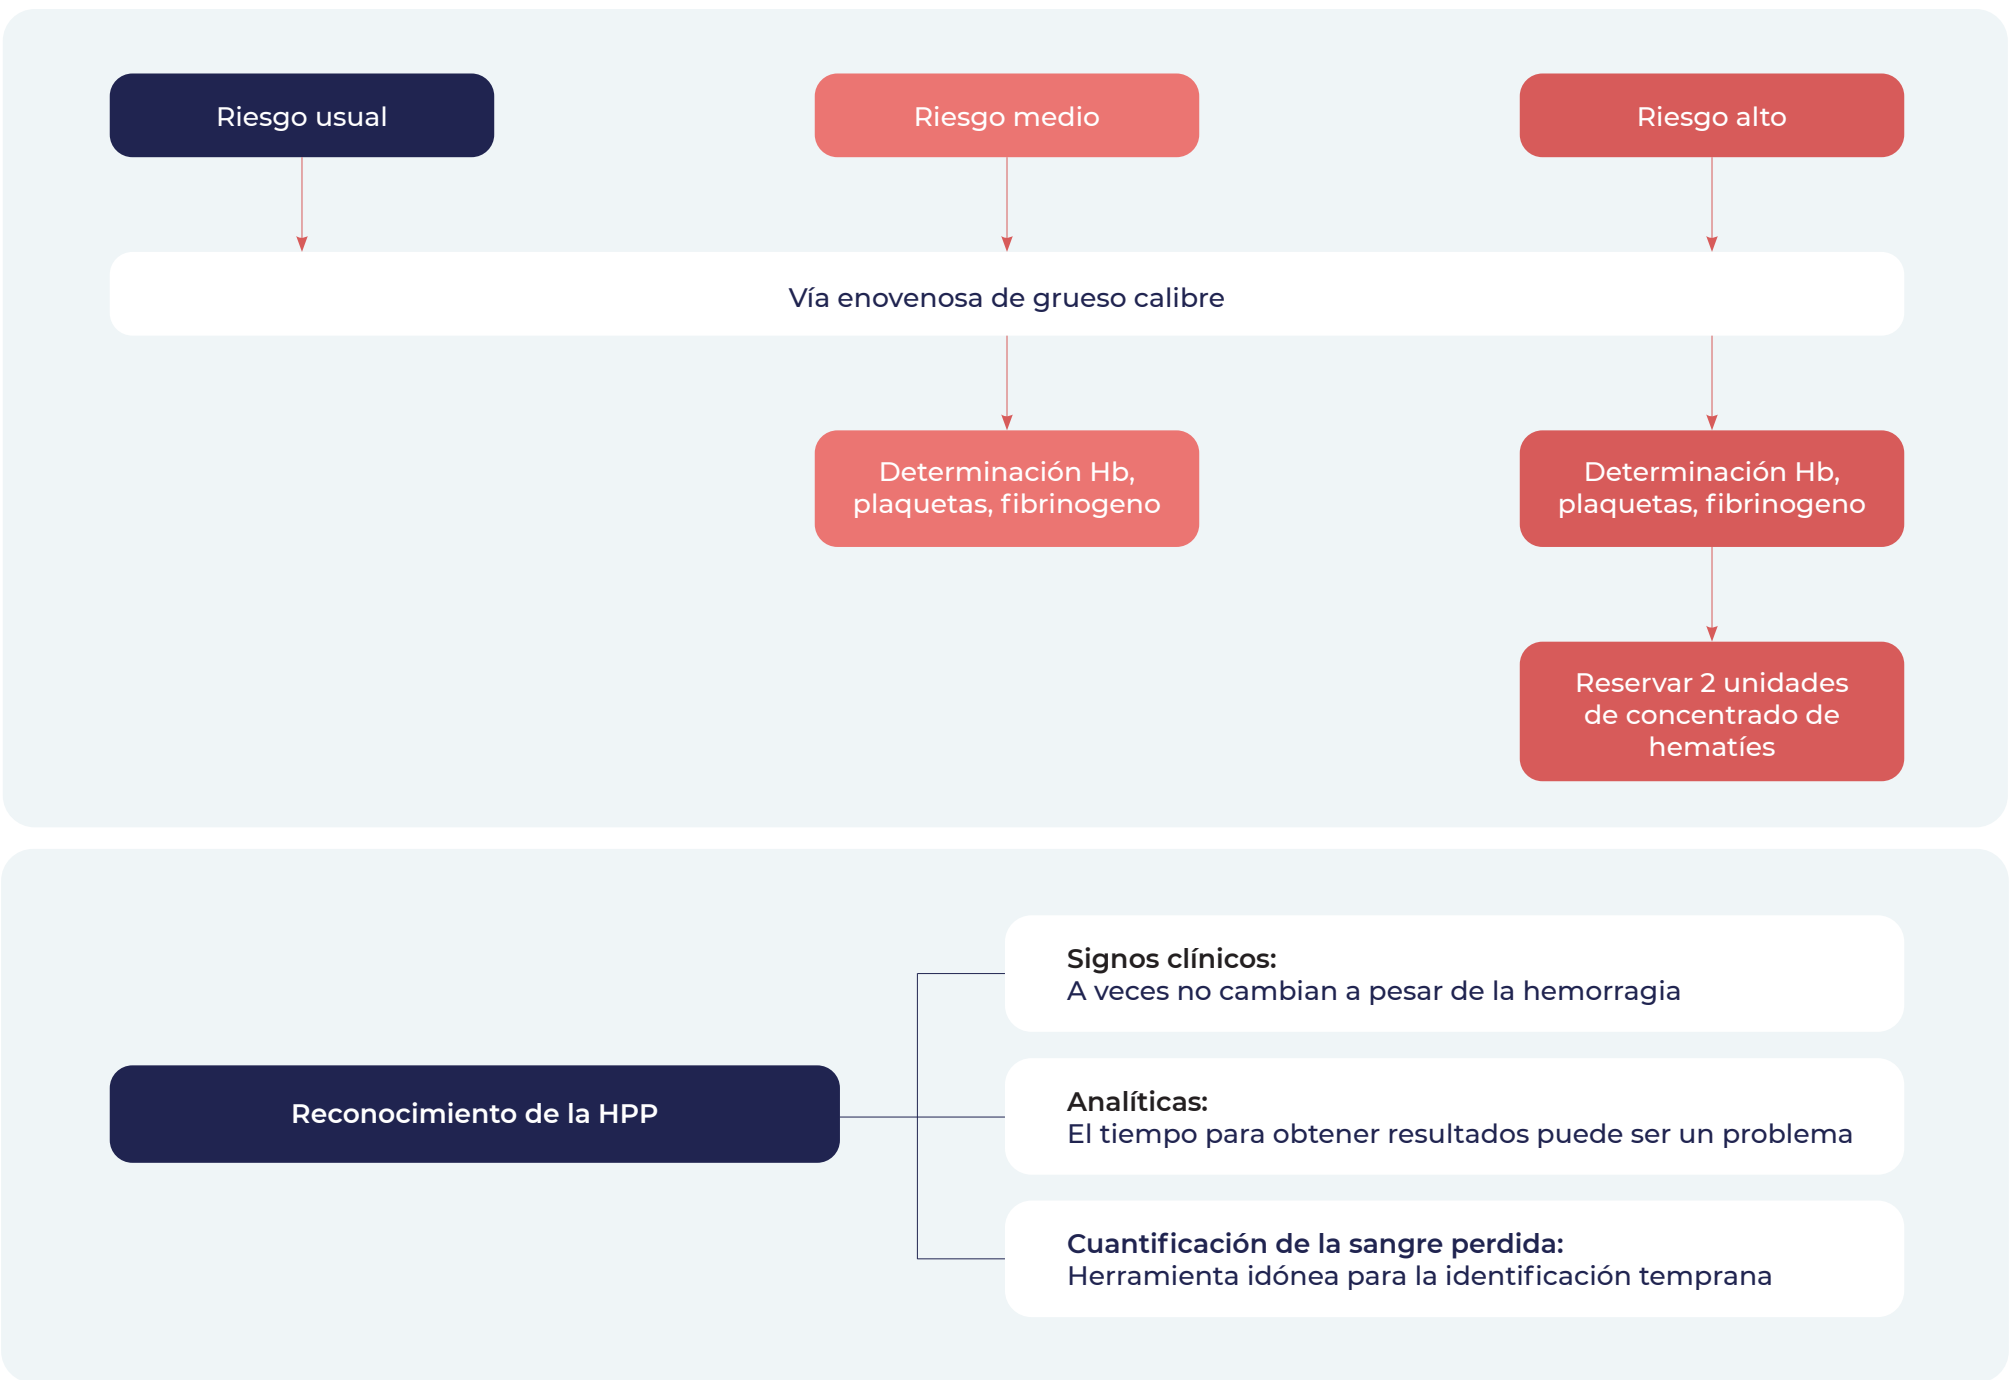 Riesgo usual
Riesgo medio
Riesgo alto
Vía enovenosa de grueso calibre
Determinación Hb,
plaquetas, fibrinogeno
Determinación Hb,
plaquetas, fibrinogeno
Reservar 2 unidades
de concentrado de
hematíes
Reconocimiento de la HPP
Signos clínicos:
A veces no cambian a pesar de la hemorragia
Analíticas:
El tiempo para obtener resultados puede ser un problema
Cuantificación de la sangre perdida:
Herramienta idónea para la identificación temprana